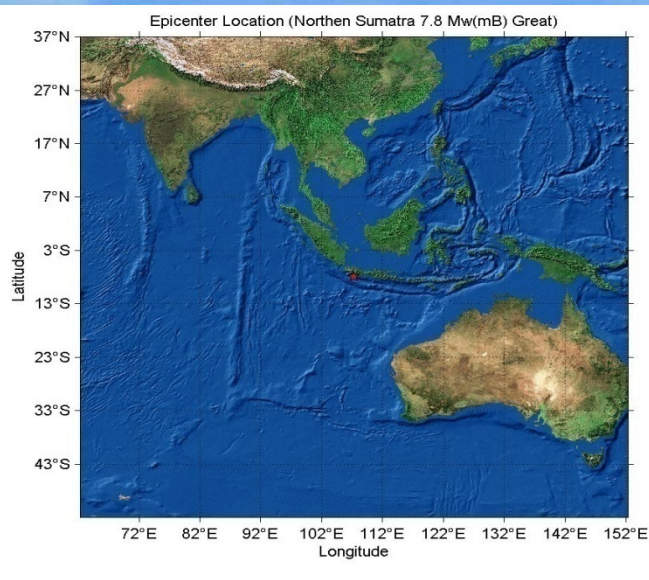 Epicenter Location (Northen Sumatra 7.8 Mw(mB) Great)
37°N
27°N
17°N
7°N
3°S
13°S
23°S
33°S
43°S
Latitude
72°E 82°E 92°E 102°E 112°E 122°E 132°E 142°E 152°E
Longitude